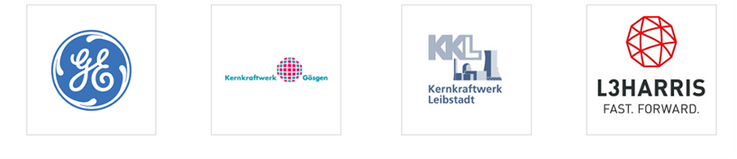 GE
Kernkraftwerk Gösgen
KKL
Kernkraftwerk
Leibstadt
L3HARRIS
FAST. FORWARD.